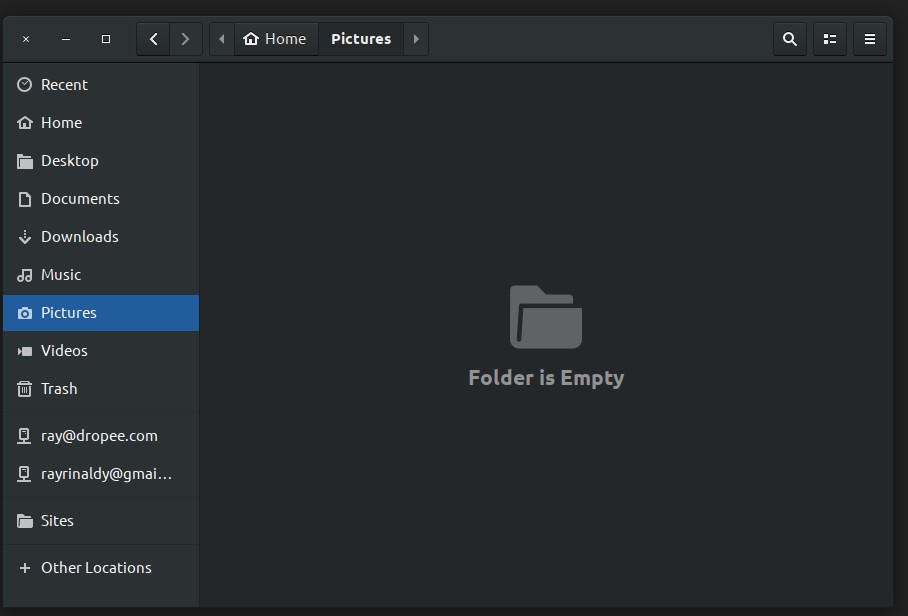 Home Pictures
Recent
Home
Desktop
Documents
Downloads
Music
Pictures
Videos
Trash
ray@dropee.com
rayrinaldy@gmai…
Sites
Other Locations
Folder is Empty